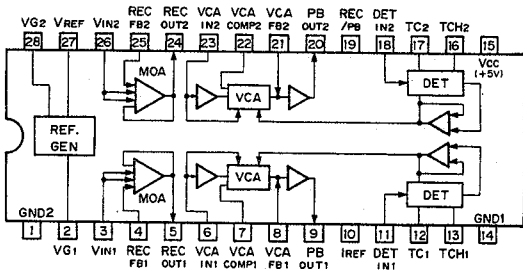 VG2 VREF VIN2 REC FB2 REC OUT2 VCA IN2 VCA COMP2 VCA FB2 PB OUT2 REC /PB DET IN2 TC2 TCH2
28 27 26 25 24 23 22 21 20 19 18 17 16 15
VCC (+5V)
MOA VCA DET
REF. GEN
MOA VCA DET
GND2 GND1
1 2 3 4 5 6 7 8 9 10 11 12 13 14
VG1 VIN1 REC FB1 REC OUT1 VCA IN1 VCA COMP1 VCA FB1 PB OUT1 IREF DET IN1 TC1 TCH1